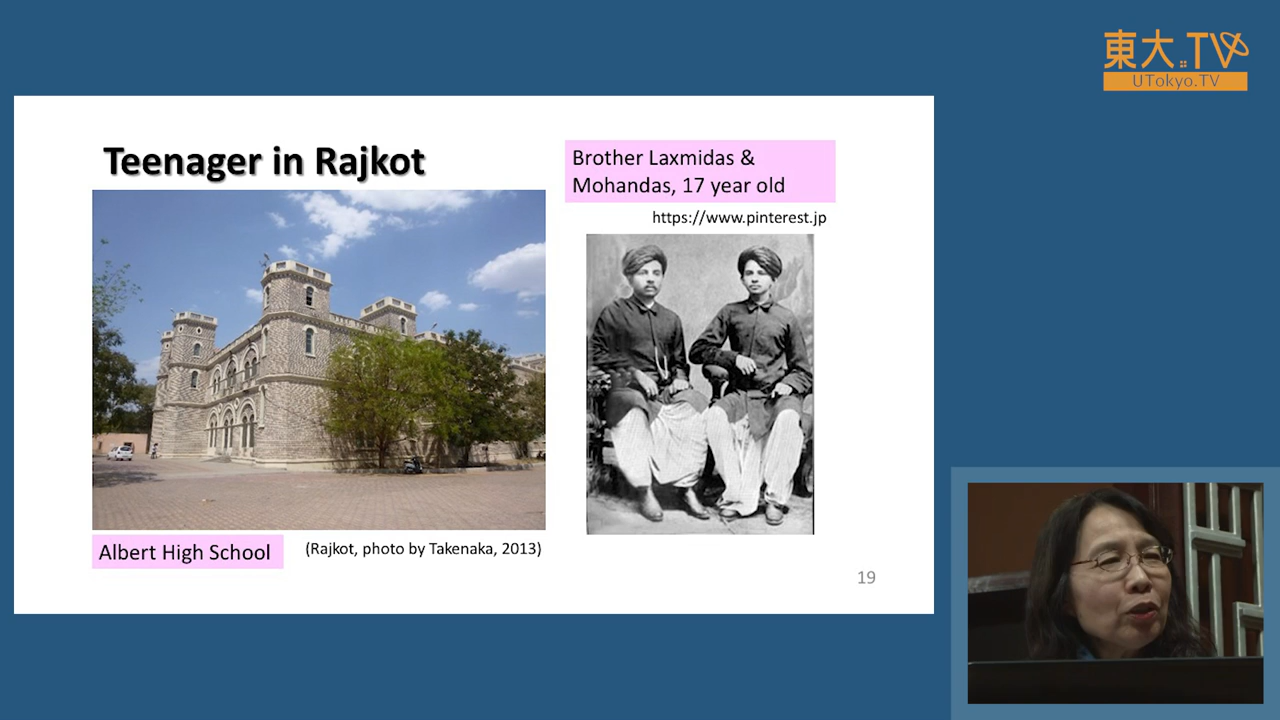 東大.TV
UTokyo.TV
Teenager in Rajkot
Brother Laxmidas &
Mohandas, 17 year old
https://www.pinterest.jp
Albert High School
(Rajkot, photo by Takenaka, 2013)
19